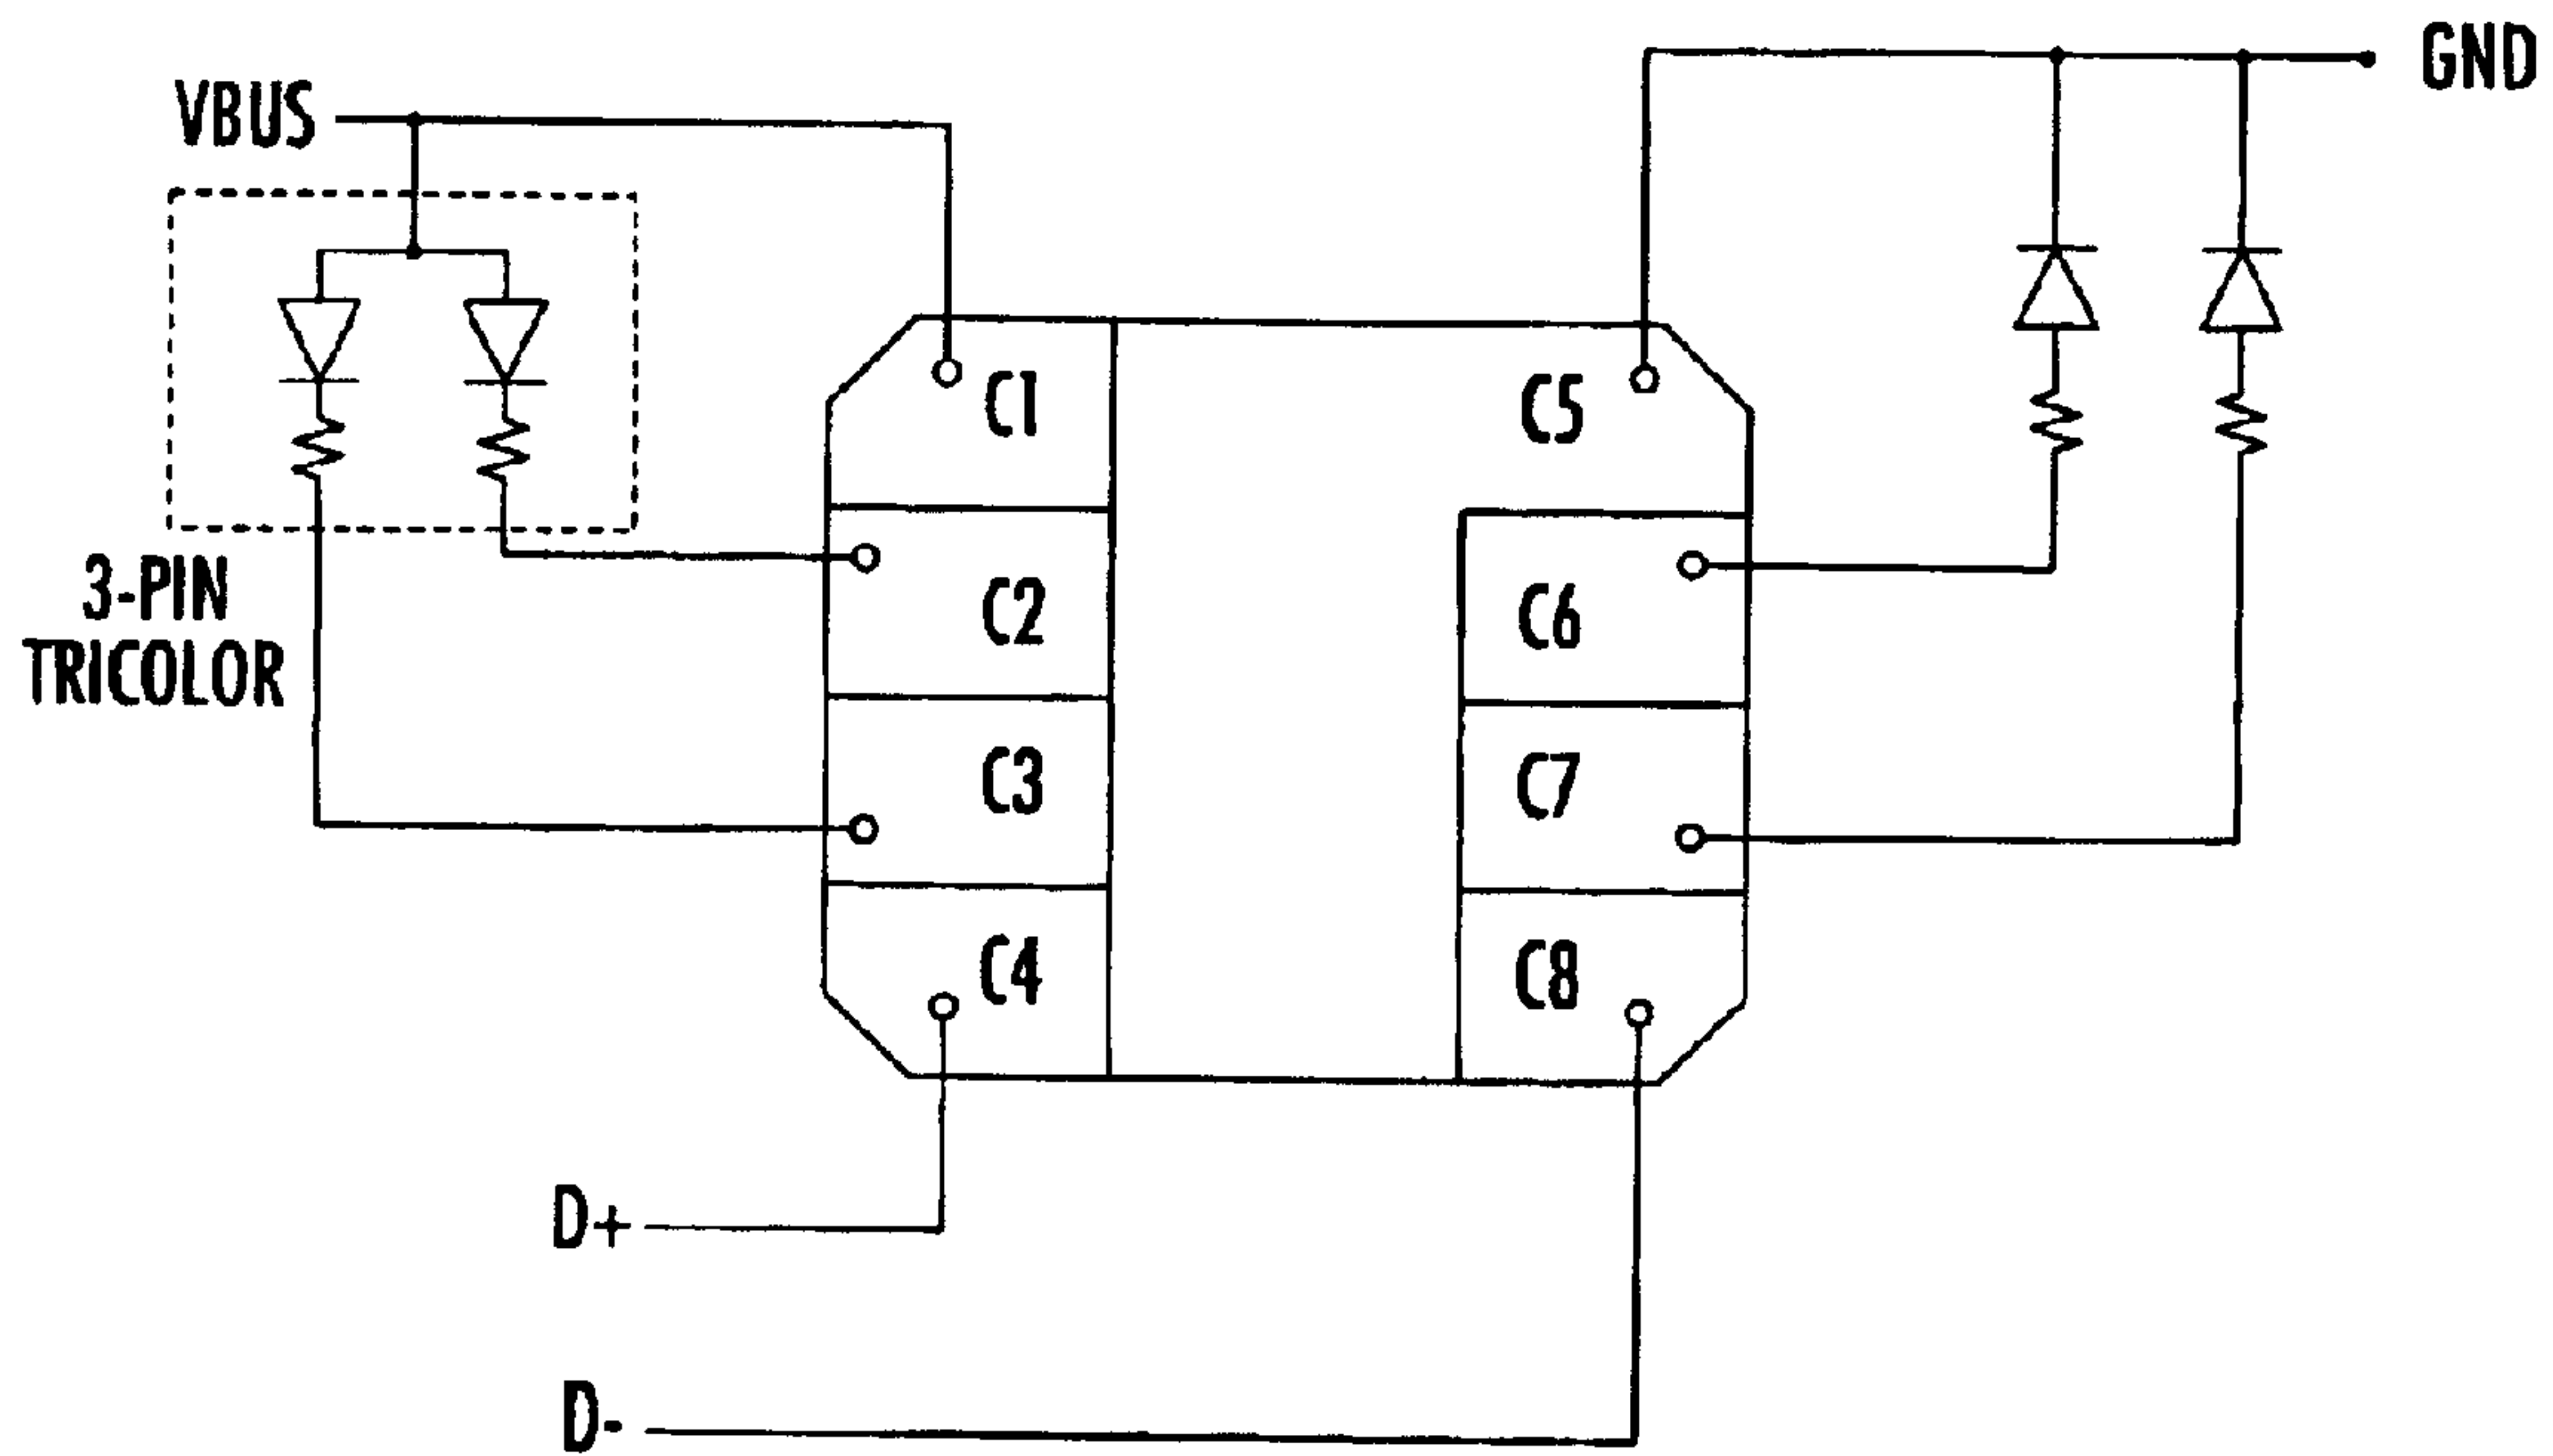 GND
VBUS
C1
C5
3-PIN
TRICOLOR
C2
C6
C3
C7
C4
C8
D+
D-